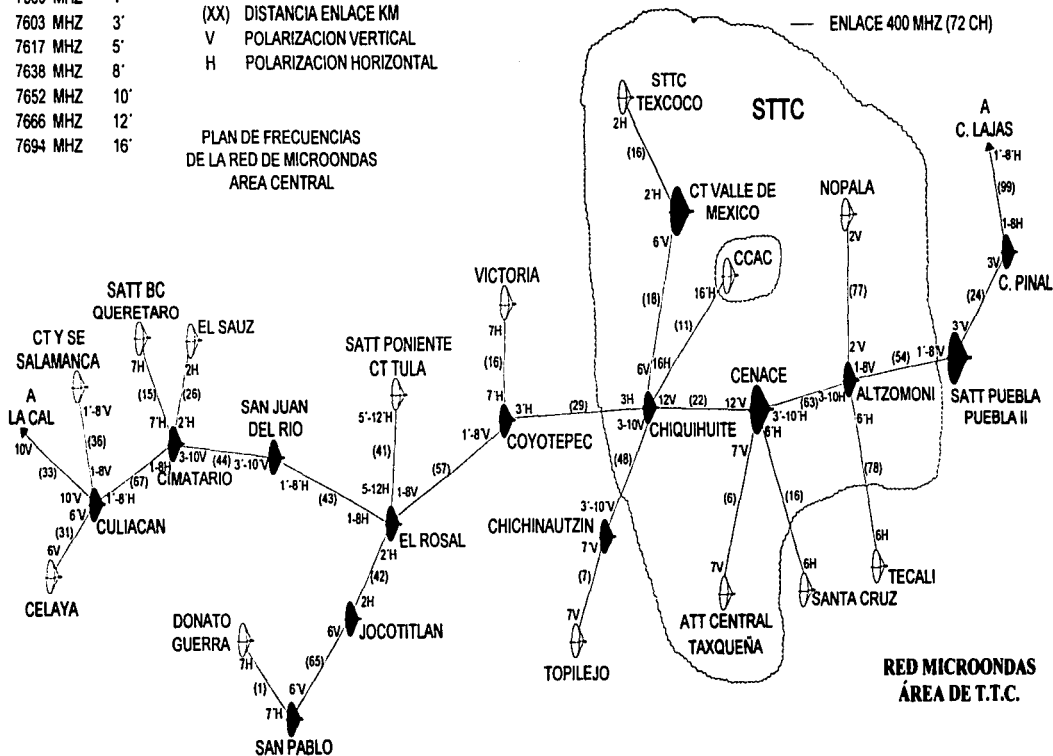 7603 MHZ 3'
7617 MHZ 5'
7638 MHZ 8'
7652 MHZ 10'
7666 MHZ 12'
7694 MHZ 16'
(XX) DISTANCIA ENLACE KM
V POLARIZACION VERTICAL
H POLARIZACION HORIZONTAL
PLAN DE FRECUENCIAS
DE LA RED DE MICROONDAS
AREA CENTRAL
ENLACE 400 MHZ (72 CH)
STTC
TEXCOCO
2H
(16)
2'H
CT VALLE DE
MEXICO
6'V
STTC
A
C. LAJAS
1'-8'H
(99)
1-8H
3V
C. PINAL
(24)
3'V
NOPALA
2V
(77)
2'V
CCAC
16'H
(11)
(18)
16H
6V
VICTORIA
7H
(16)
7'H
3'H
1'-8'V
COYOTEPEC
(29)
3H
12V
3-10V
CHIQUIHUITE
(22)
CENACE
12'V
3'-10'H
6'H
7'V
(63)
3-10H
1-8V
ALTZOMONI
6'H
(54)
1'-8'V
SATT PUEBLA
PUEBLA II
SATT BC
QUERETARO
7H
(15)
7'H
EL SAUZ
2H
(26)
2'H
CT Y SE
SALAMANCA
1'-8'V
(36)
1-8V
A
LA CAL
10V
(33)
10'V
6'V
1'-8'H
CULIACAN
(31)
6V
CELAYA
(67)
1-8H
3-10V
CIMATARIO
(44)
SAN JUAN
DEL RIO
3'-10'V
1'-8'H
(43)
1-8H
SATT PONIENTE
CT TULA
5'-12'H
(41)
5-12H
1-8V
(57)
EL ROSAL
2'H
(42)
2H
JOCOTITLAN
6V
(65)
6'V
DONATO
GUERRA
7H
(1)
7'H
SAN PABLO
(48)
3'-10'V
CHICHINAUTZIN
7'V
(7)
7V
TOPILEJO
(6)
7V
ATT CENTRAL
TAXQUEÑA
(16)
6H
SANTA CRUZ
(78)
6H
TECALI
RED MICROONDAS
ÁREA DE T.T.C.